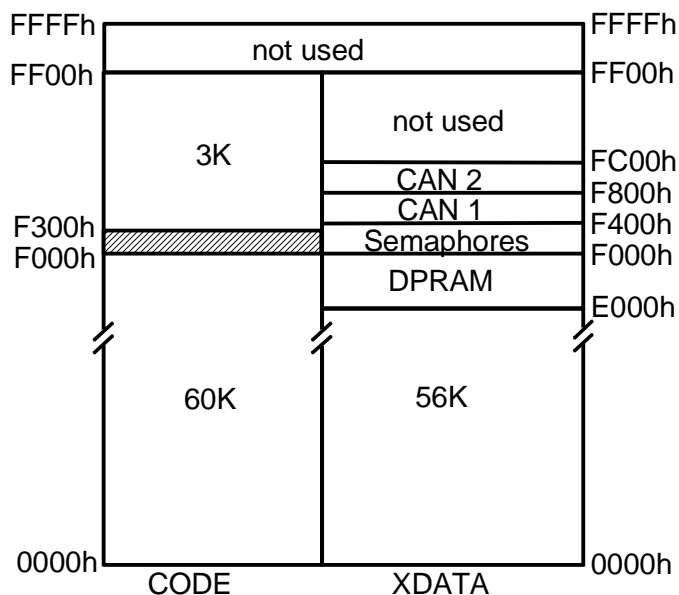 FFFFh
FFFFh
not used
FF00h
FF00h
not used
3K
FC00h
CAN 2
F800h
CAN 1
F300h
F400h
Semaphores
F000h
F000h
DPRAM
E000h
60K
56K
0000h
0000h
CODE
XDATA